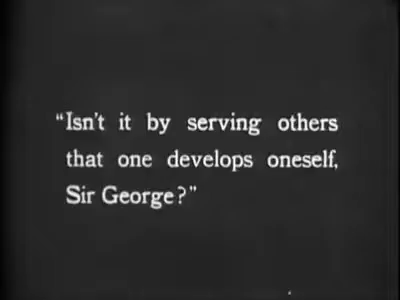 “Isn't it by serving others
that one develops oneself,
Sir George?”